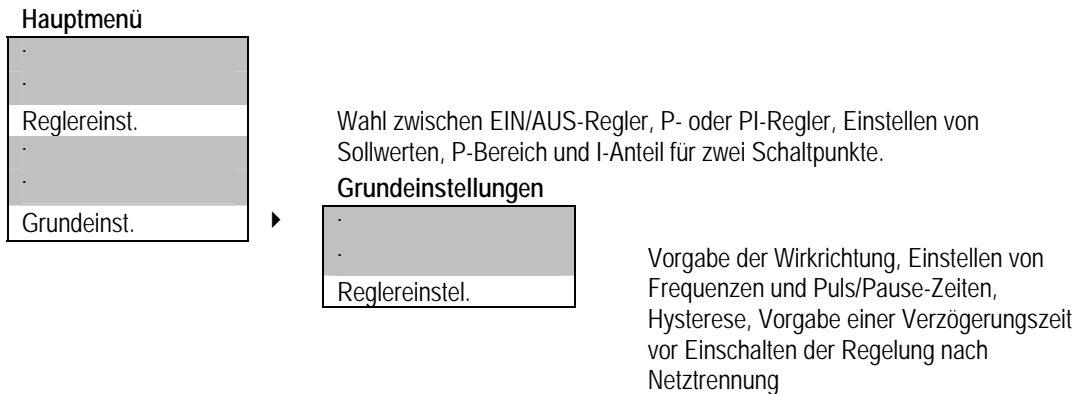 Hauptmenü
.
.
Reglereinst.
Wahl zwischen EIN/AUS-Regler, P- oder PI-Regler, Einstellen von
Sollwerten, P-Bereich und I-Anteil für zwei Schaltpunkte.
.
.
Grundeinst.
Grundeinstellungen
.
.
Reglereinstel.
Vorgabe der Wirkrichtung, Einstellen von
Frequenzen und Puls/Pause-Zeiten,
Hysterese, Vorgabe einer Verzögerungszeit
vor Einschalten der Regelung nach
Netztrennung